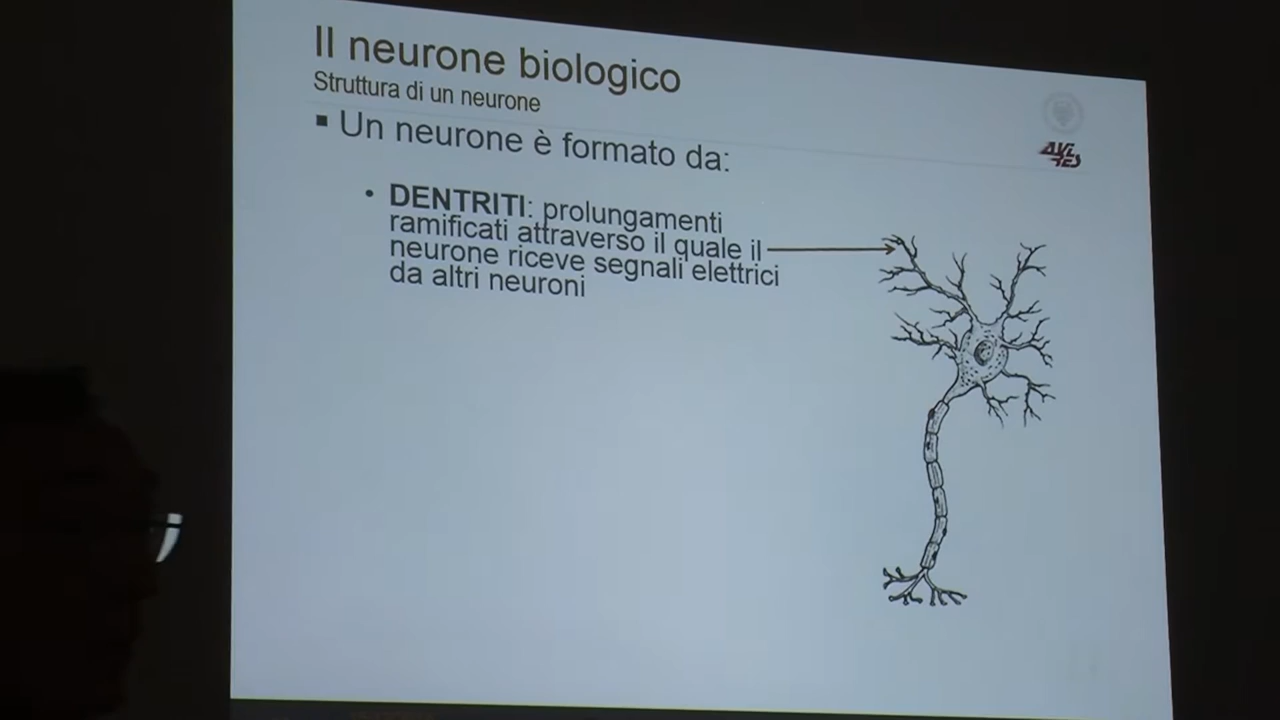 Il neurone biologico
Struttura di un neurone
Un neurone è formato da:
DENTRITI: prolungamenti
ramificati attraverso il quale il
neurone riceve segnali elettrici
da altri neuroni